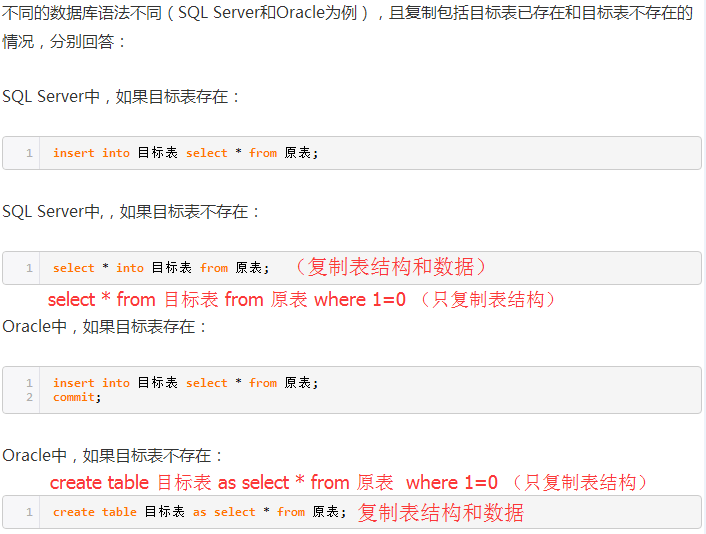 不同的数据库语法不同（SQL Server和Oracle为例），且复制包括目标表已存在和目标表不存在的
情况，分别回答：
SQL Server中，如果目标表存在：
1 insert into 目标表 select * from 原表;
SQL Server中,，如果目标表不存在：
1 select * into 目标表 from 原表; （复制表结构和数据）
select * from 目标表 from 原表 where 1=0 （只复制表结构）
Oracle中，如果目标表存在：
1 insert into 目标表 select * from 原表;
2 commit;
Oracle中，如果目标表不存在：
create table 目标表 as select * from 原表 where 1=0 （只复制表结构）
1 create table 目标表 as select * from 原表; 复制表结构和数据